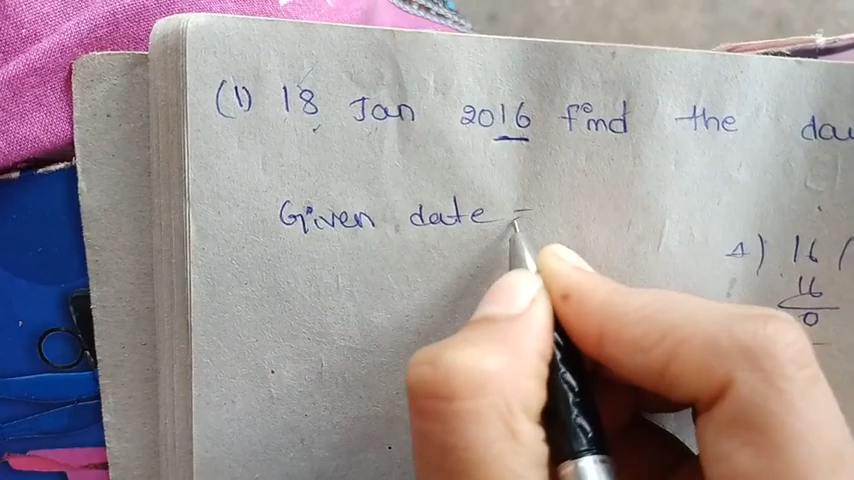 (1) 18 Jan 2016 find the
Given date =
4) 16 (
16
0